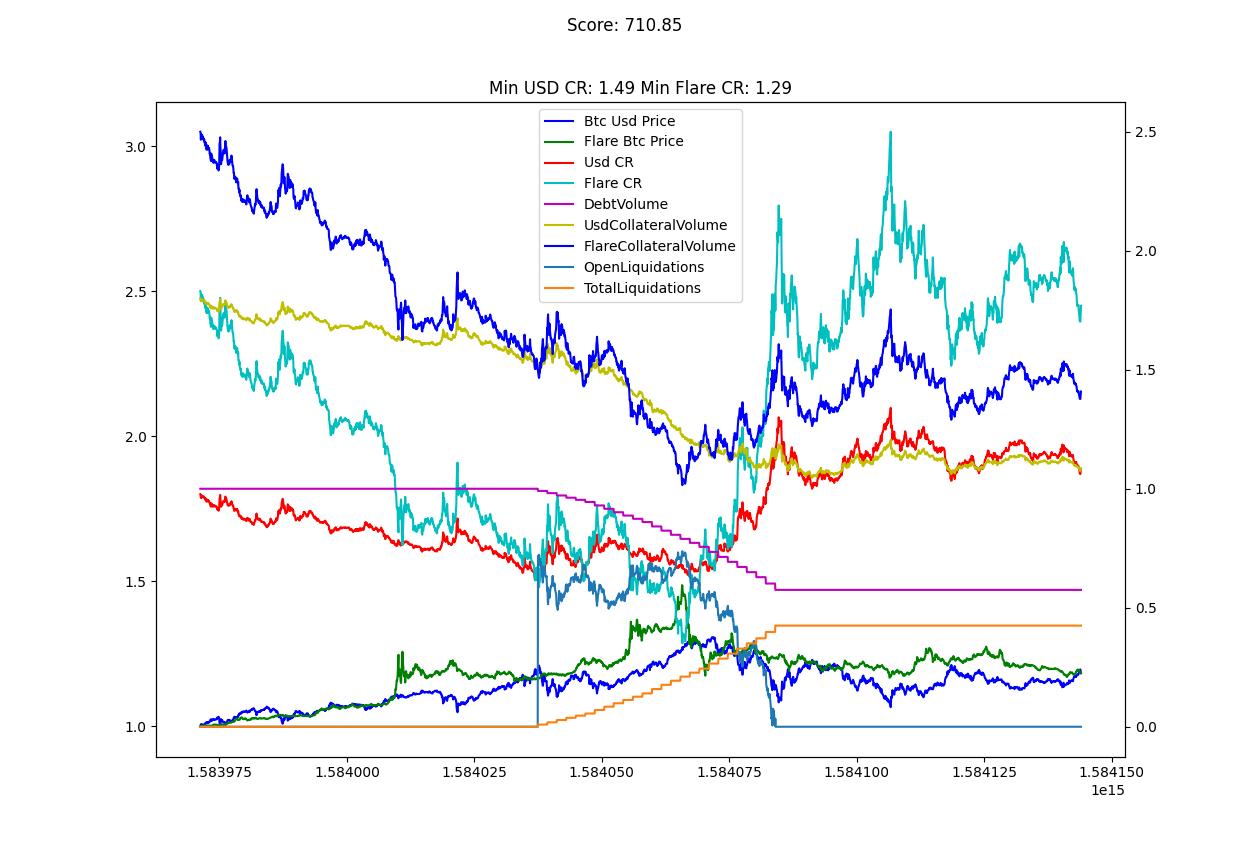 Score: 710.85
Min USD CR: 1.49 Min Flare CR: 1.29
Btc Usd Price
Flare Btc Price
Usd CR
Flare CR
DebtVolume
UsdCollateralVolume
FlareCollateralVolume
OpenLiquidations
TotalLiquidations
3.0
2.5
2.0
1.5
1.0
2.5
2.0
1.5
1.0
0.5
0.0
1.583975 1.584000 1.584025 1.584050 1.584075 1.584100 1.584125 1.584150
1e15